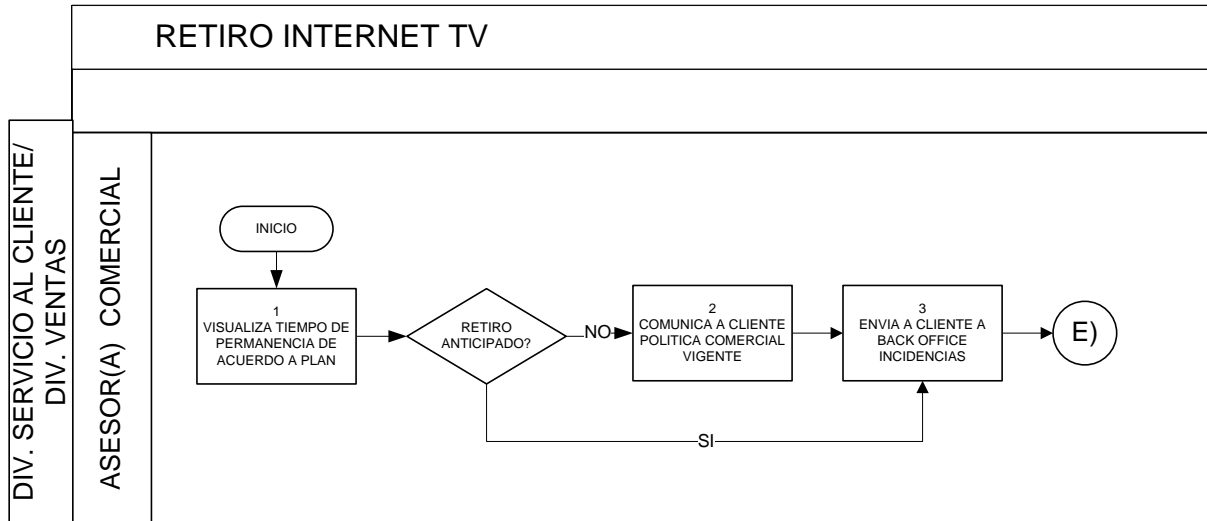 RETIRO INTERNET TV
DIV. SERVICIO AL CLIENTE/
DIV. VENTAS
ASESOR(A) COMERCIAL
INICIO
1
VISUALIZA TIEMPO DE
PERMANENCIA DE
ACUERDO A PLAN
RETIRO
ANTICIPADO?
NO
2
COMUNICA A CLIENTE
POLITICA COMERCIAL
VIGENTE
3
ENVIA A CLIENTE A
BACK OFFICE
INCIDENCIAS
E)
SI